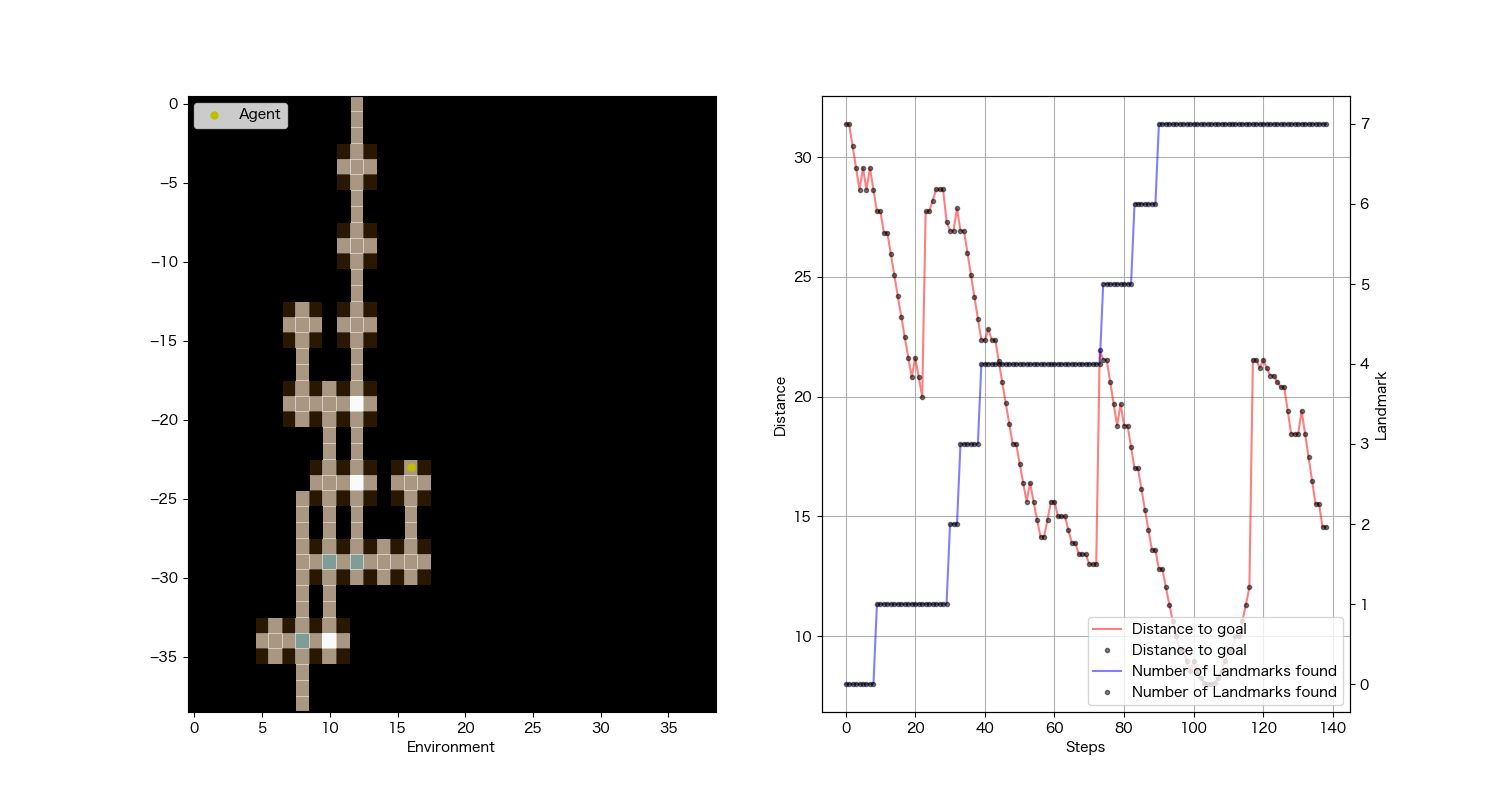 Agent
0
−5
−10
−15
−20
−25
−30
−35
0 5 10 15 20 25 30 35
Environment
30
25
20
15
10
Distance
7
6
5
4
3
2
1
0
Landmark
Distance to goal
Distance to goal
Number of Landmarks found
Number of Landmarks found
0 20 40 60 80 100 120 140
Steps